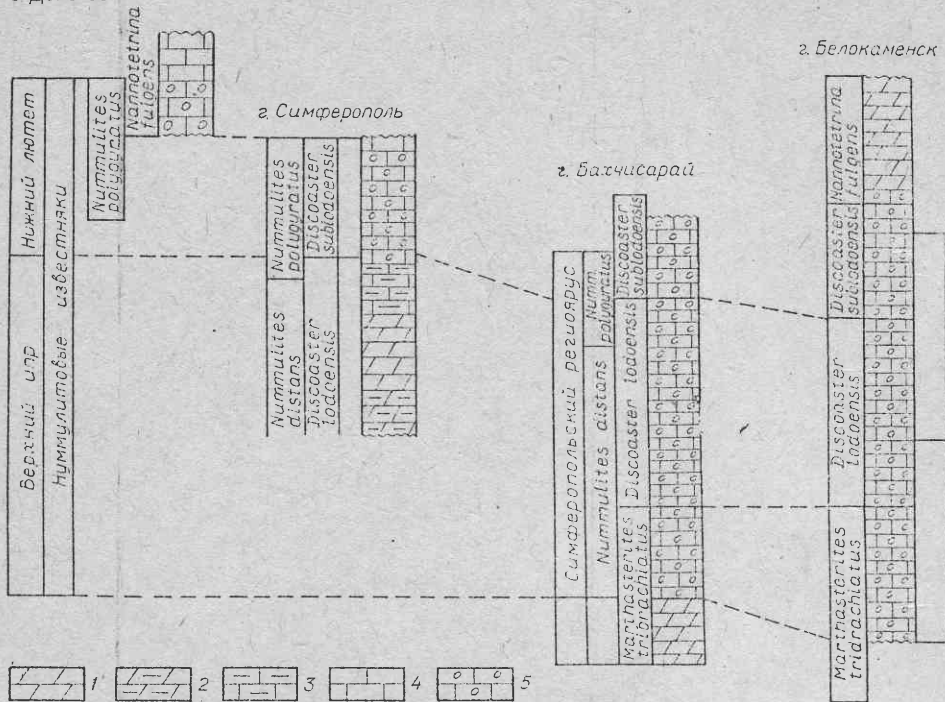 Нижний лютет
Верхний ипр
Нуммулитовые известняки
Nummulites
polygyratus
Nannotetrina
fulgens
г. Симферополь
Nummulites
polygyratus
Discoaster
sublodoensis
Nummulites
distans
Discoaster
lodoensis
г. Бахчисарай
Симферопольский региоярус
Numm.
polygyratus
Nummulites distans
Discoaster
sublodoensis
Discoaster lodoensis
Marthasterites
tribrachiatus
г. Белокаменск
Nannotetrina
fulgens
Discoaster
sublodoensis
Discoaster
lodoensis
Marthasterites
tridrachiatus
1
2
3
4
5